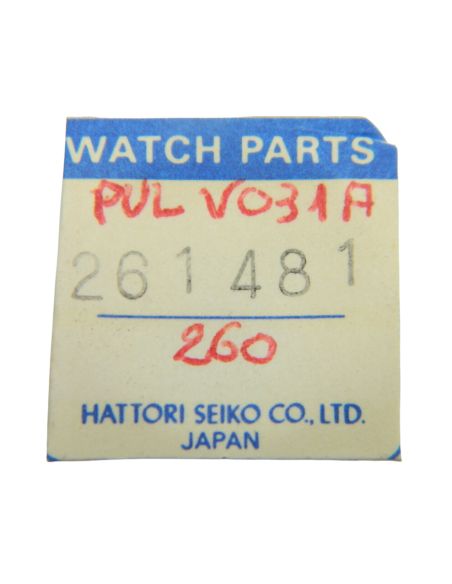 WATCH PARTS
PUL V031A
261481
260
HATTORI SEIKO CO., LTD.
JAPAN